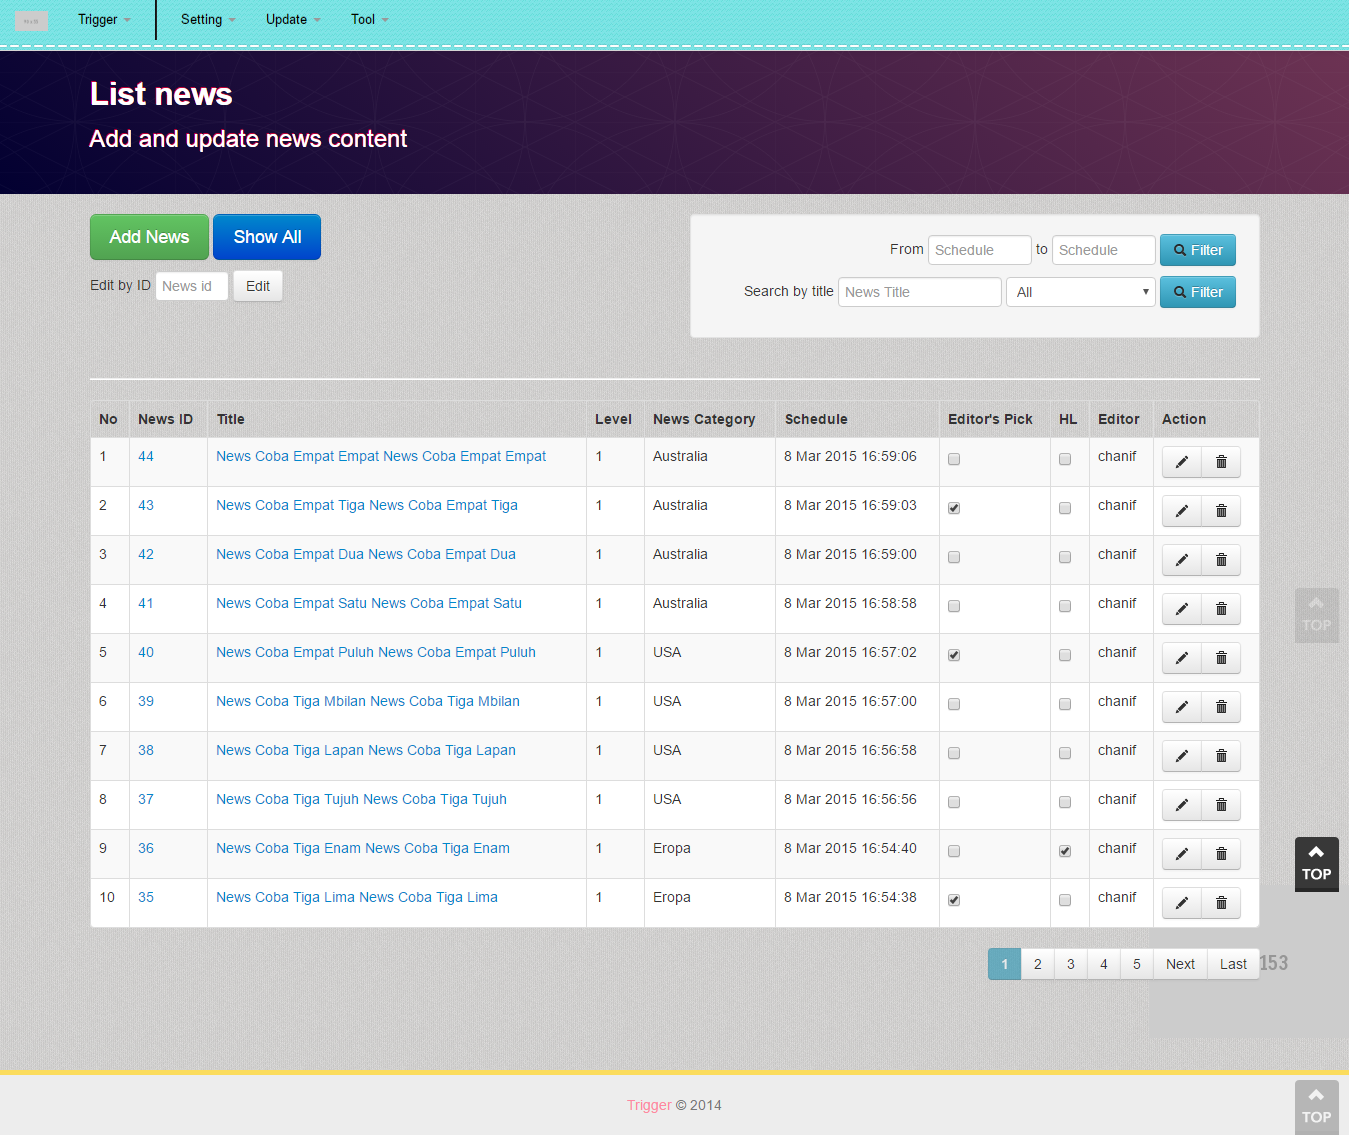 Trigger Setting Update Tool
List news
Add and update news content
Add News Show All
From Schedule to Schedule Filter
Edit by ID News id Edit
Search by title News Title All Filter
No News ID Title Level News Category Schedule Editor's Pick HL Editor Action
1 44 News Coba Empat Empat News Coba Empat Empat 1 Australia 8 Mar 2015 16:59:06 chanif
2 43 News Coba Empat Tiga News Coba Empat Tiga 1 Australia 8 Mar 2015 16:59:03 chanif
3 42 News Coba Empat Dua News Coba Empat Dua 1 Australia 8 Mar 2015 16:59:00 chanif
4 41 News Coba Empat Satu News Coba Empat Satu 1 Australia 8 Mar 2015 16:58:58 chanif
TOP
5 40 News Coba Empat Puluh News Coba Empat Puluh 1 USA 8 Mar 2015 16:57:02 chanif
6 39 News Coba Tiga Mbilan News Coba Tiga Mbilan 1 USA 8 Mar 2015 16:57:00 chanif
7 38 News Coba Tiga Lapan News Coba Tiga Lapan 1 USA 8 Mar 2015 16:56:58 chanif
8 37 News Coba Tiga Tujuh News Coba Tiga Tujuh 1 USA 8 Mar 2015 16:56:56 chanif
9 36 News Coba Tiga Enam News Coba Tiga Enam 1 Eropa 8 Mar 2015 16:54:40 chanif
TOP
10 35 News Coba Tiga Lima News Coba Tiga Lima 1 Eropa 8 Mar 2015 16:54:38 chanif
1 2 3 4 5 Next Last 153
Trigger © 2014
TOP